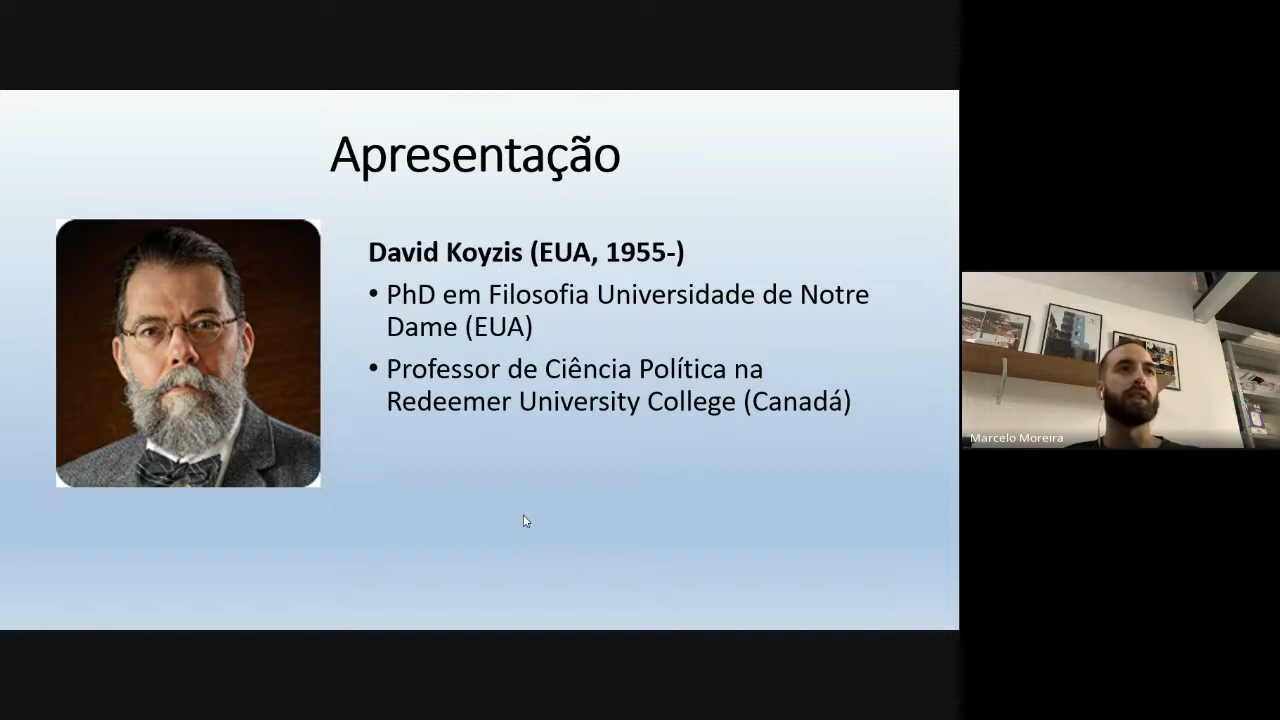 Apresentação
David Koyzis (EUA, 1955-)
• PhD em Filosofia Universidade de Notre
Dame (EUA)
• Professor de Ciência Política na
Redeemer University College (Canadá)
Marcelo Moreira